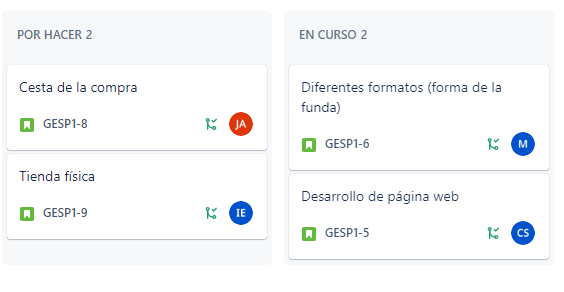 POR HACER 2
Cesta de la compra
GESP1-8
JA
Tienda física
GESP1-9
IE
EN CURSO 2
Diferentes formatos (forma de la
funda)
GESP1-6
M
Desarrollo de página web
GESP1-5
CS